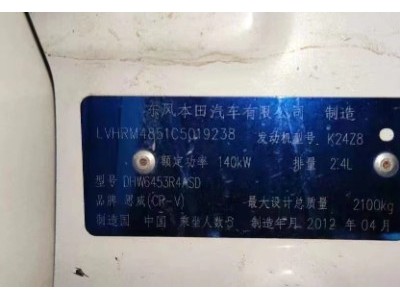 东风本田汽车有限公司 制造
LVHRM4851C5019238 发动机型号 K24Z8
额定功率 140kW 排量 2.4L
型号 DHW6453R4ASD
品牌 思威(CR-V) 最大设计总质量 2100kg
制造国 中国 乘坐人数 5 制造年月 2012 年 04 月